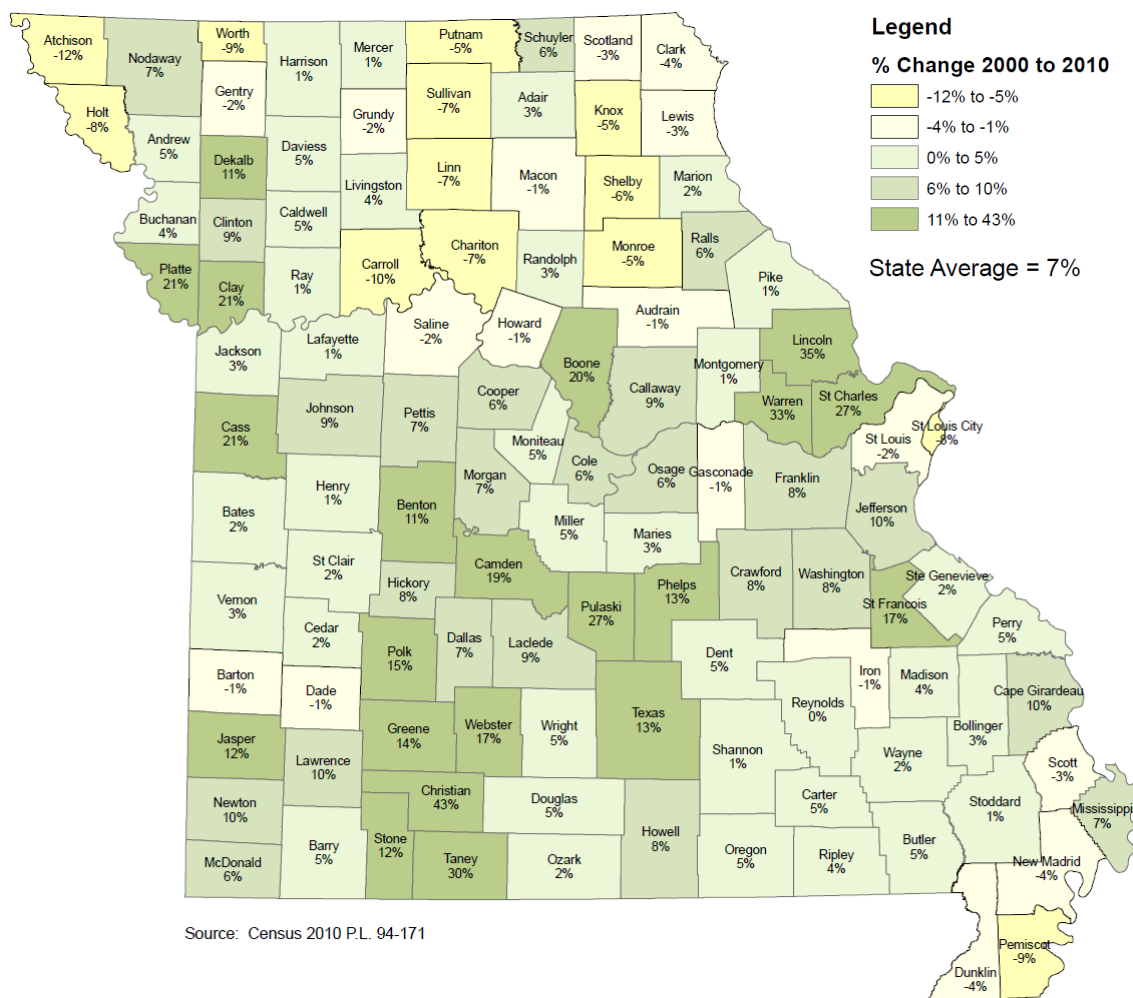 Legend
% Change 2000 to 2010
-12% to -5%
-4% to -1%
0% to 5%
6% to 10%
11% to 43%
State Average = 7%
Atchison
-12%
Nodaway
7%
Worth
-9%
Harrison
1%
Mercer
1%
Putnam
-5%
Schuyler
6%
Scotland
-3%
Clark
-4%
Holt
-8%
Gentry
-2%
Grundy
-2%
Sullivan
-7%
Adair
3%
Knox
-5%
Lewis
-3%
Andrew
5%
Dekalb
11%
Daviess
5%
Livingston
4%
Linn
-7%
Macon
-1%
Shelby
-6%
Marion
2%
Buchanan
4%
Clinton
9%
Caldwell
5%
Platte
21%
Clay
21%
Ray
1%
Carroll
-10%
Chariton
-7%
Randolph
3%
Monroe
-5%
Ralls
6%
Pike
1%
Jackson
3%
Lafayette
1%
Saline
-2%
Howard
-1%
Boone
20%
Audrain
-1%
Callaway
9%
Montgomery
1%
Lincoln
35%
Warren
33%
St Charles
27%
St Louis City
-8%
St Louis
-2%
Cass
21%
Johnson
9%
Pettis
7%
Cooper
6%
Moniteau
5%
Morgan
7%
Cole
6%
Osage
6%
Gasconade
-1%
Franklin
8%
Jefferson
10%
Bates
2%
Henry
1%
Benton
11%
Miller
5%
Maries
3%
Camden
19%
St Clair
2%
Hickory
8%
Pulaski
27%
Phelps
13%
Crawford
8%
Washington
8%
Ste Genevieve
2%
St Francois
17%
Perry
5%
Vernon
3%
Cedar
2%
Polk
15%
Dallas
7%
Laclede
9%
Dent
5%
Iron
-1%
Madison
4%
Cape Girardeau
10%
Barton
-1%
Dade
-1%
Reynolds
0%
Bollinger
3%
Jasper
12%
Greene
14%
Webster
17%
Wright
5%
Texas
13%
Shannon
1%
Wayne
2%
Scott
-3%
Lawrence
10%
Christian
43%
Douglas
5%
Carter
5%
Stoddard
1%
Mississippi
7%
Newton
10%
Barry
5%
Stone
12%
Taney
30%
Ozark
2%
Howell
8%
Oregon
5%
Ripley
4%
Butler
5%
McDonald
6%
New Madrid
-4%
Pemiscot
-9%
Dunklin
-4%
Source: Census 2010 P.L. 94-171